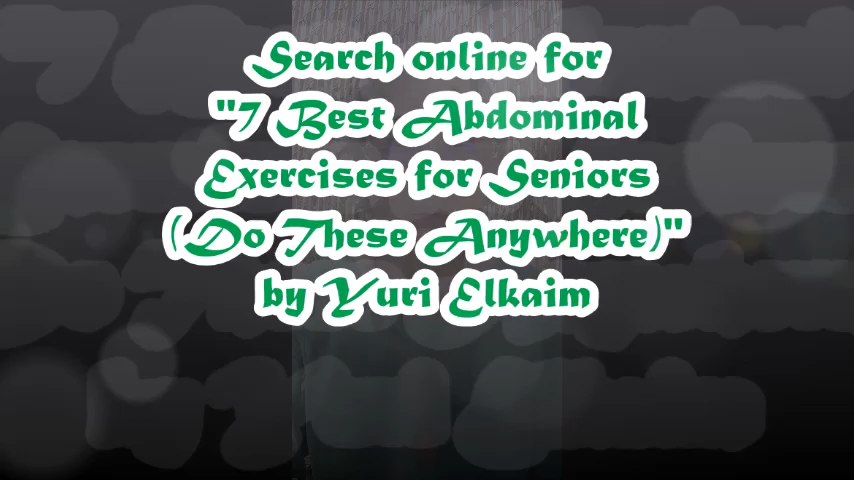 Search online for
"7 Best Abdominal
Exercises for Seniors
(Do These Anywhere)"
by Yuri Elkaim